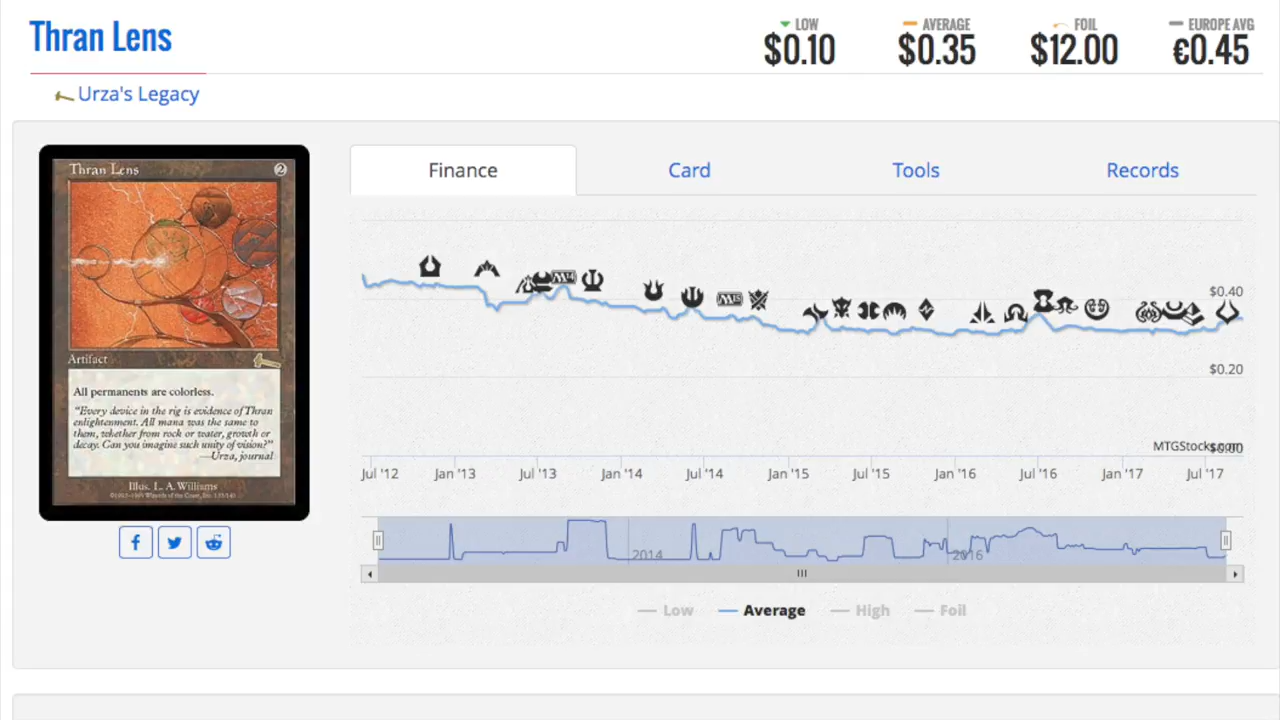 Thran Lens
LOW
$0.10
AVERAGE
$0.35
FOIL
$12.00
EUROPE AVG
€0.45
Urza's Legacy
Finance
Card
Tools
Records
Thran Lens
2
Artifact
All permanents are colorless.
"Every device in the rig is evidence of Thran
enlightenment. All mana was the same to
them, whether from rock or water, growth or
decay. Can you imagine such unity of vision?"
—Urza, journal
Illus. L. A. Williams
$0.40
$0.20
MTGStocks.com
$0.00
Jul '12
Jan '13
Jul '13
Jan '14
Jul '14
Jan '15
Jul '15
Jan '16
Jul '16
Jan '17
Jul '17
2014
2016
Low
Average
High
Foil